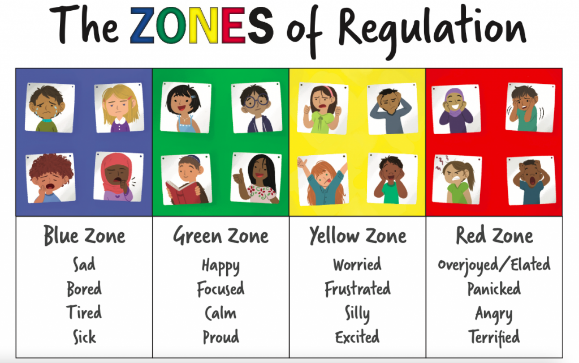 The ZONES of Regulation
Blue Zone
Green Zone
Yellow Zone
Red Zone
Sad
Happy
Worried
Overjoyed/Elated
Bored
Focused
Frustrated
Panicked
Tired
Calm
Silly
Angry
Sick
Proud
Excited
Terrified